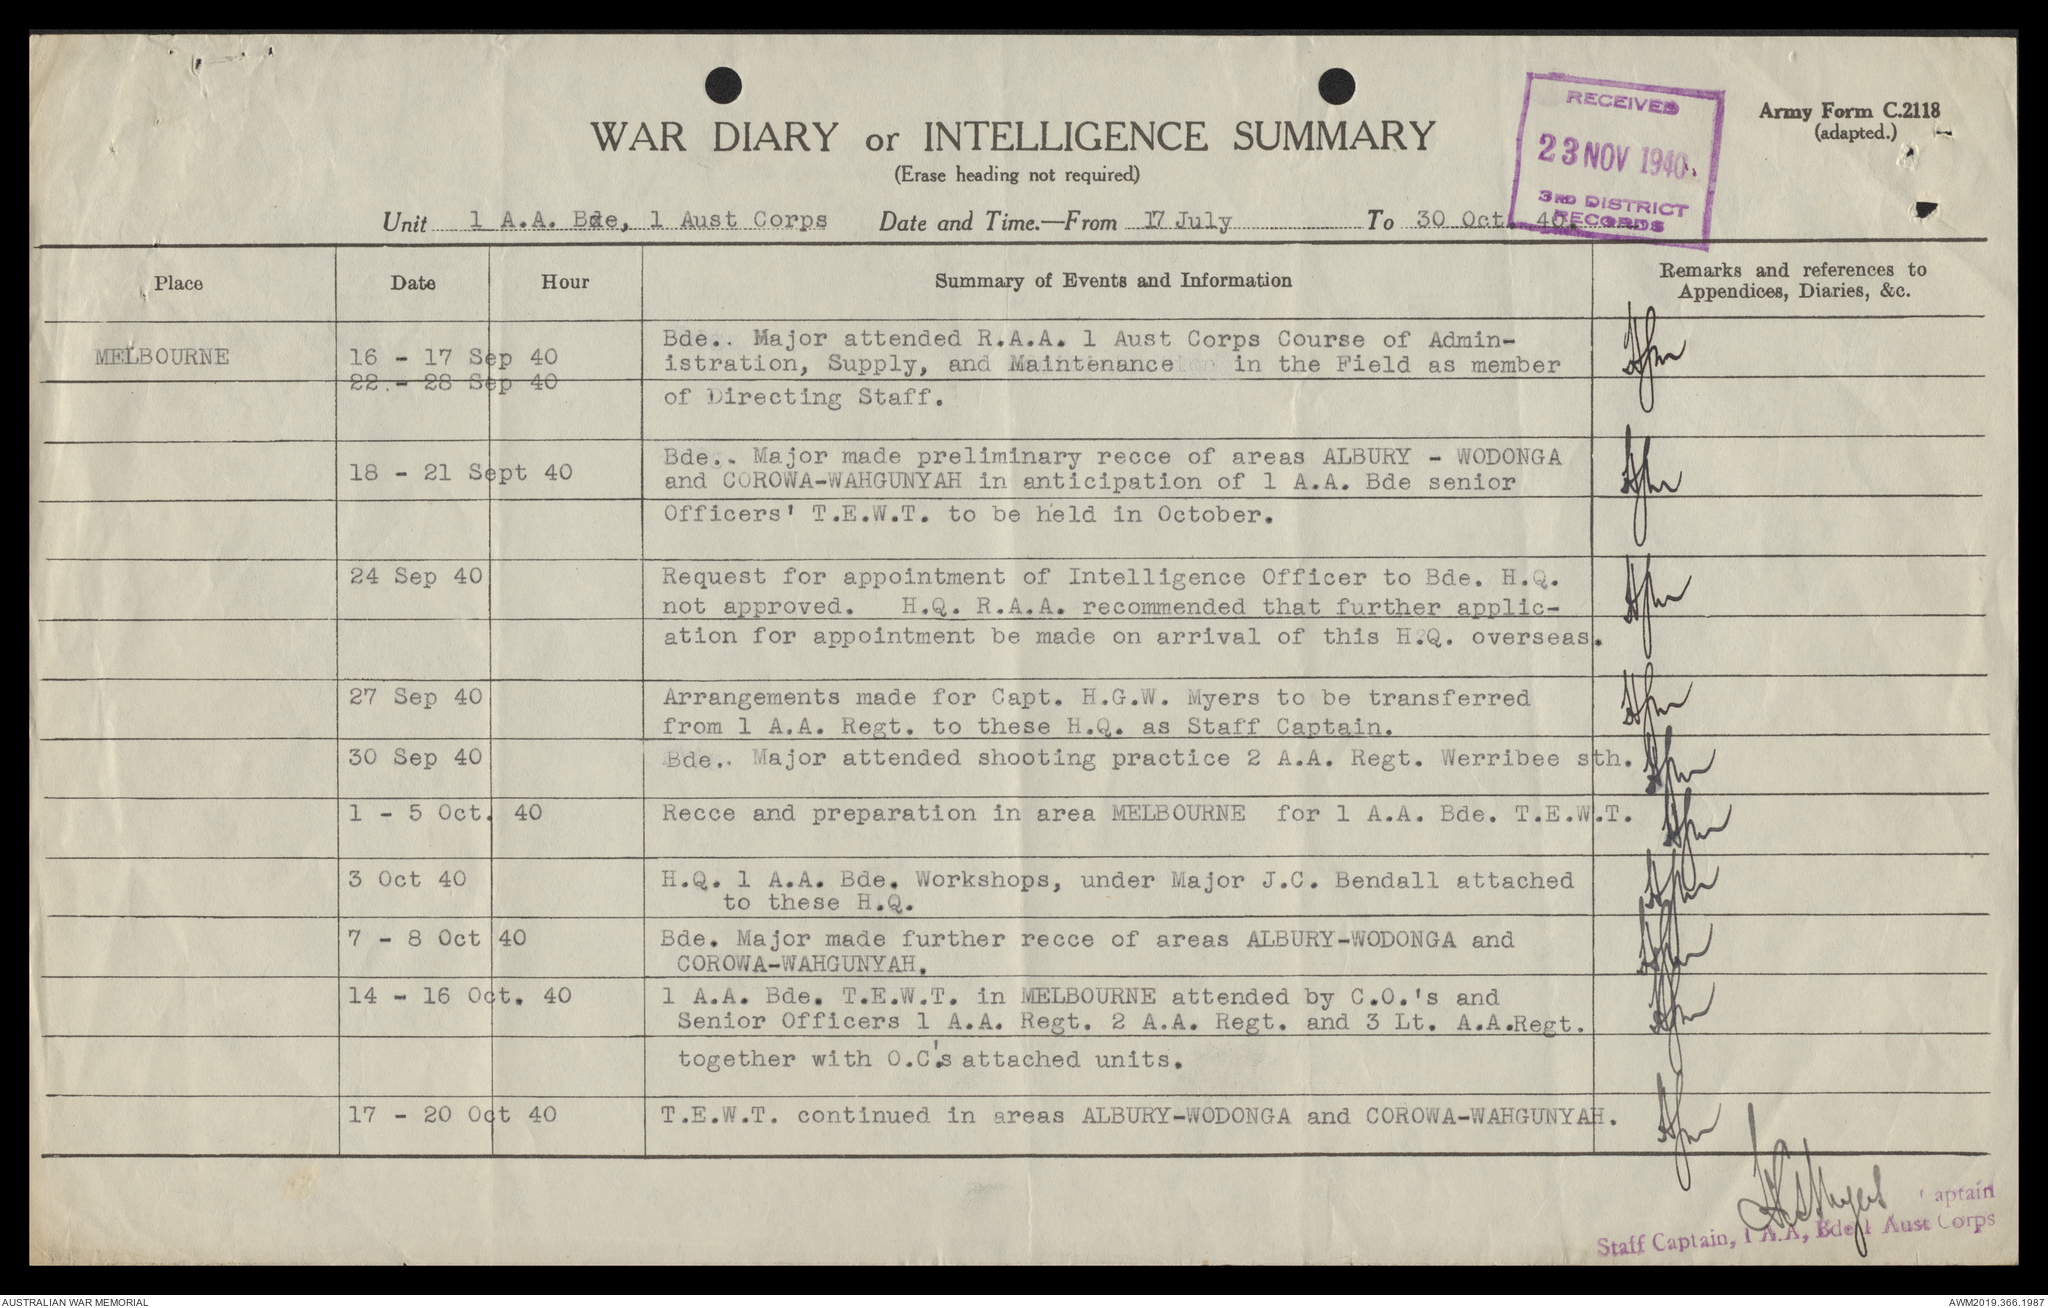 RECEIVED
23 NOV 1940.
3RD DISTRICT
RECORDS
Army Form C.2118
(adapted.)
WAR DIARY or INTELLIGENCE SUMMARY
(Erase heading not required)
Unit 1 A.A. Bde, 1 Aust Corps Date and Time.—From 17 July To 30 Oct. 40.
Place Date Hour Summary of Events and Information Remarks and references to
Appendices, Diaries, &c.
MELBOURNE 16 - 17 Sep 40 Bde.. Major attended R.A.A. 1 Aust Corps Course of Admin-
istration, Supply, and Maintenance in the Field as member
22 - 28 Sep 40
of Directing Staff.
18 - 21 Sept 40 Bde.. Major made preliminary recce of areas ALBURY - WODONGA
and COROWA-WAHGUNYAH in anticipation of 1 A.A. Bde senior
Officers' T.E.W.T. to be held in October.
24 Sep 40 Request for appointment of Intelligence Officer to Bde. H.Q.
not approved. H.Q. R.A.A. recommended that further applic-
ation for appointment be made on arrival of this H.Q. overseas.
27 Sep 40 Arrangements made for Capt. H.G.W. Myers to be transferred
from 1 A.A. Regt. to these H.Q. as Staff Captain.
30 Sep 40 Bde.. Major attended shooting practice 2 A.A. Regt. Werribee sth.
1 - 5 Oct. 40 Recce and preparation in area MELBOURNE for 1 A.A. Bde. T.E.W.T.
3 Oct 40 H.Q. 1 A.A. Bde. Workshops, under Major J.C. Bendall attached
to these H.Q.
7 - 8 Oct 40 Bde. Major made further recce of areas ALBURY-WODONGA and
COROWA-WAHGUNYAH.
14 - 16 Oct. 40 1 A.A. Bde. T.E.W.T. in MELBOURNE attended by C.O.'s and
Senior Officers 1 A.A. Regt. 2 A.A. Regt. and 3 Lt. A.A.Regt.
together with O.C.'s attached units.
17 - 20 Oct 40 T.E.W.T. continued in areas ALBURY-WODONGA and COROWA-WAHGUNYAH.
Captain
Staff Captain, 1 A.A, Bde, 1 Aust Corps
AUSTRALIAN WAR MEMORIAL
AWM2019.366.1987